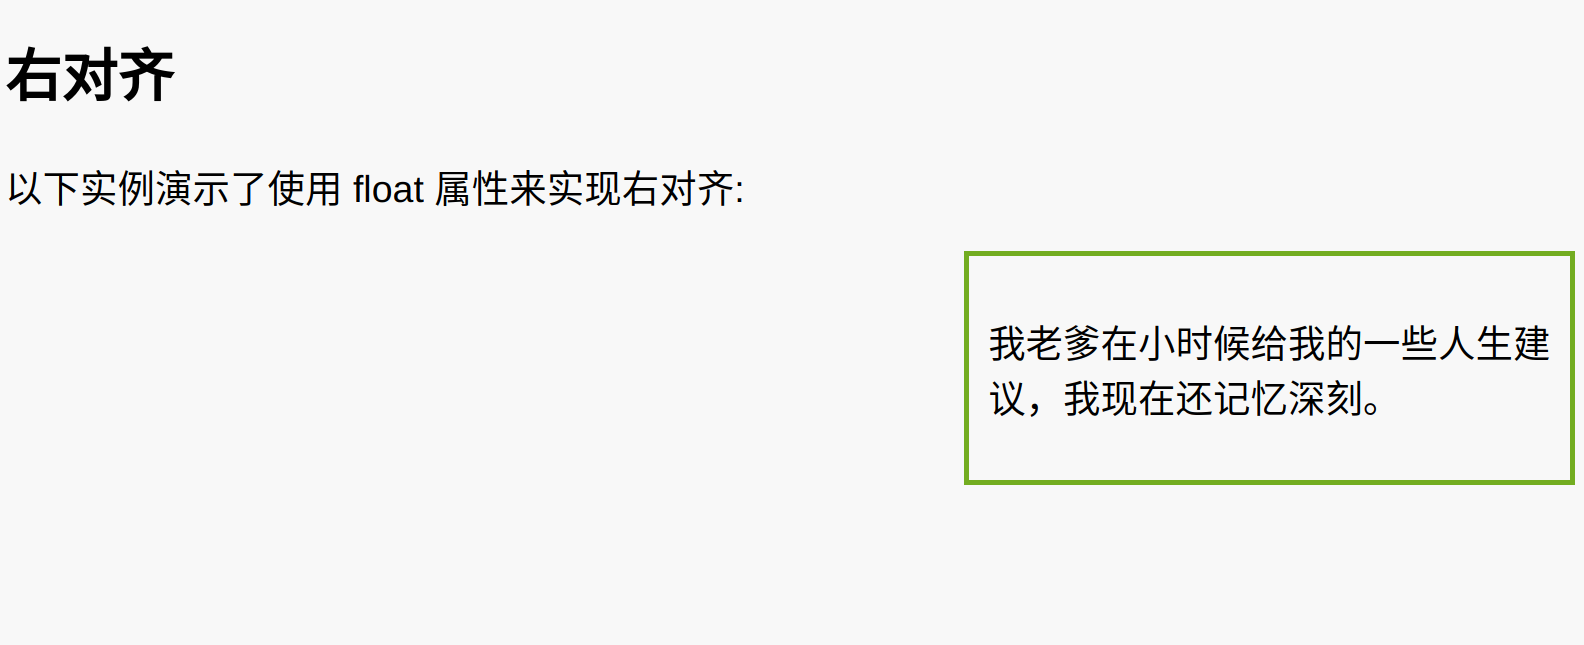 右对齐
以下实例演示了使用 float 属性来实现右对齐:
我老爹在小时候给我的一些人生建
议，我现在还记忆深刻。